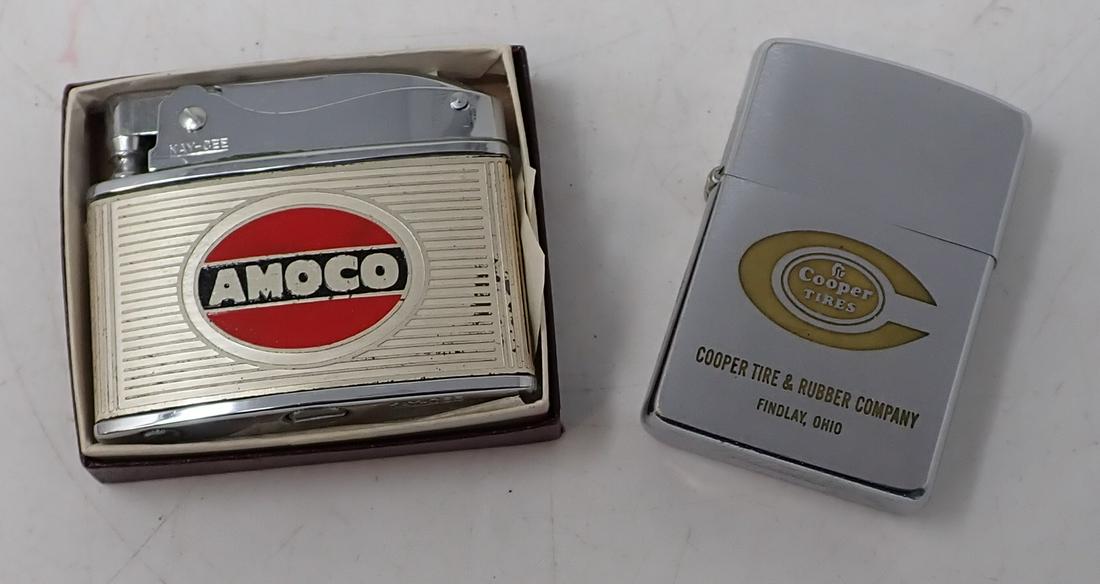 KAY-DEE
AMOCO
Cooper
TIRES
COOPER TIRE & RUBBER COMPANY
FINDLAY, OHIO